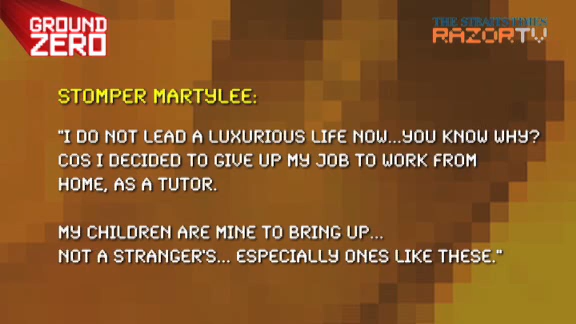 GROUND
ZERO
THE STRAITS TIMES
RAZORTV
STOMPER MARTYLEE:
"I DO NOT LEAD A LUXURIOUS LIFE NOW...YOU KNOW WHY?
COS I DECIDED TO GIVE UP MY JOB TO WORK FROM
HOME, AS A TUTOR.
MY CHILDREN ARE MINE TO BRING UP...
NOT A STRANGER'S... ESPECIALLY ONES LIKE THESE."